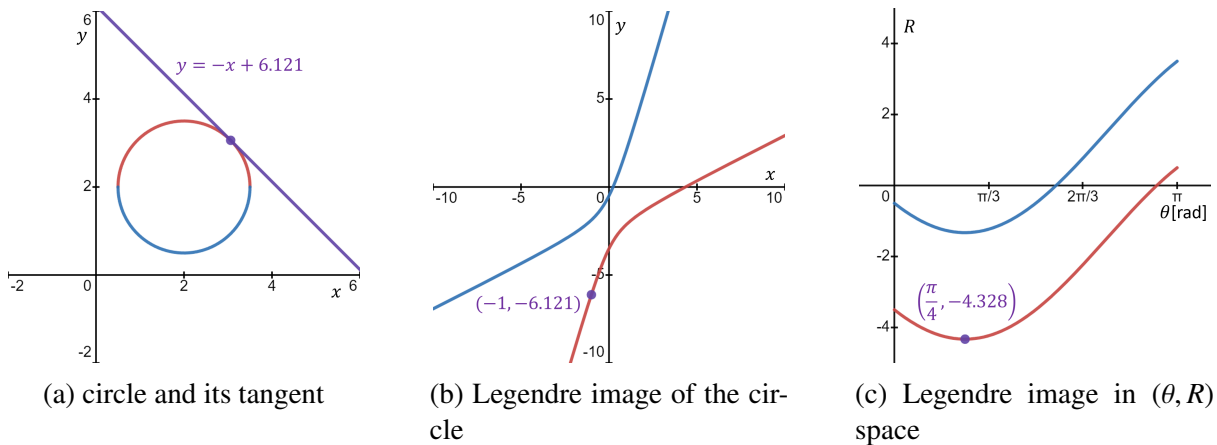 6
y
y = −x + 6.121
4
2
-2
0
2
4
x
6
-2
(a) circle and its tangent
10
y
5
x
-10
-5
0
5
10
-5
(−1, −6.121)
-10
(b) Legendre image of the cir-
cle
4
R
2
0
π/3
2π/3
π
θ[rad]
-2
(π/4, −4.328)
-4
(c) Legendre image in (θ, R)
space